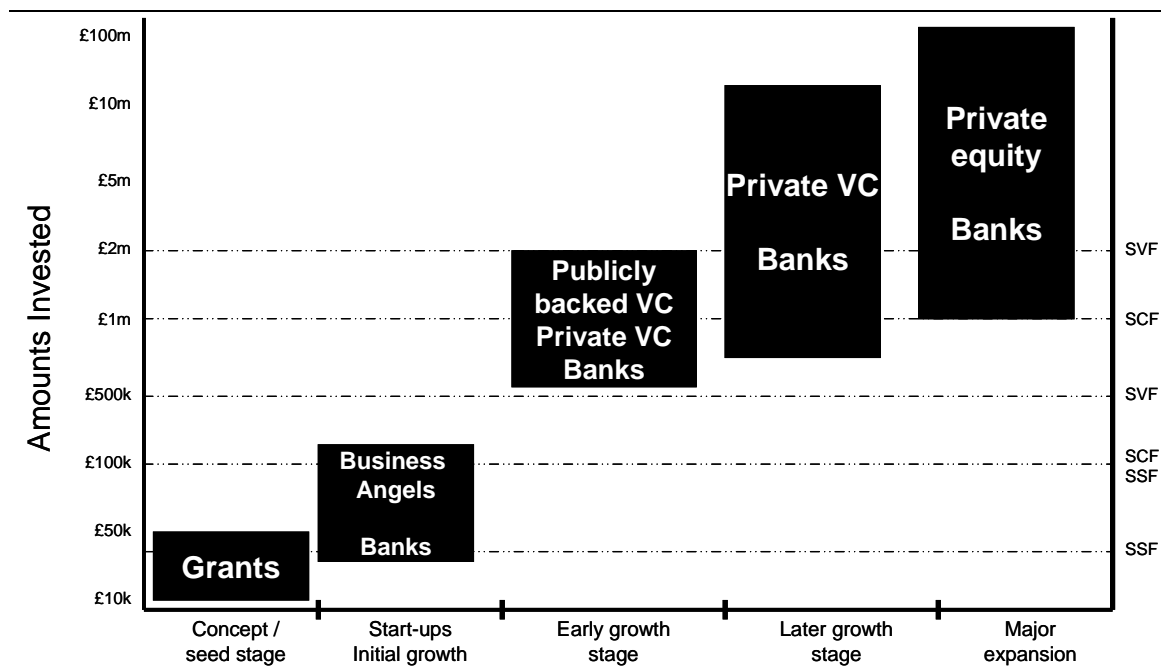 £100m
£10m
£5m
£2m
£1m
£500k
£100k
£50k
£10k
Amounts Invested
Grants
Business
Angels
Banks
Publicly
backed VC
Private VC
Banks
Private VC
Banks
Private
equity
Banks
SVF
SCF
SVF
SCF
SSF
SSF
Concept /
seed stage
Start-ups
Initial growth
Early growth
stage
Later growth
stage
Major
expansion